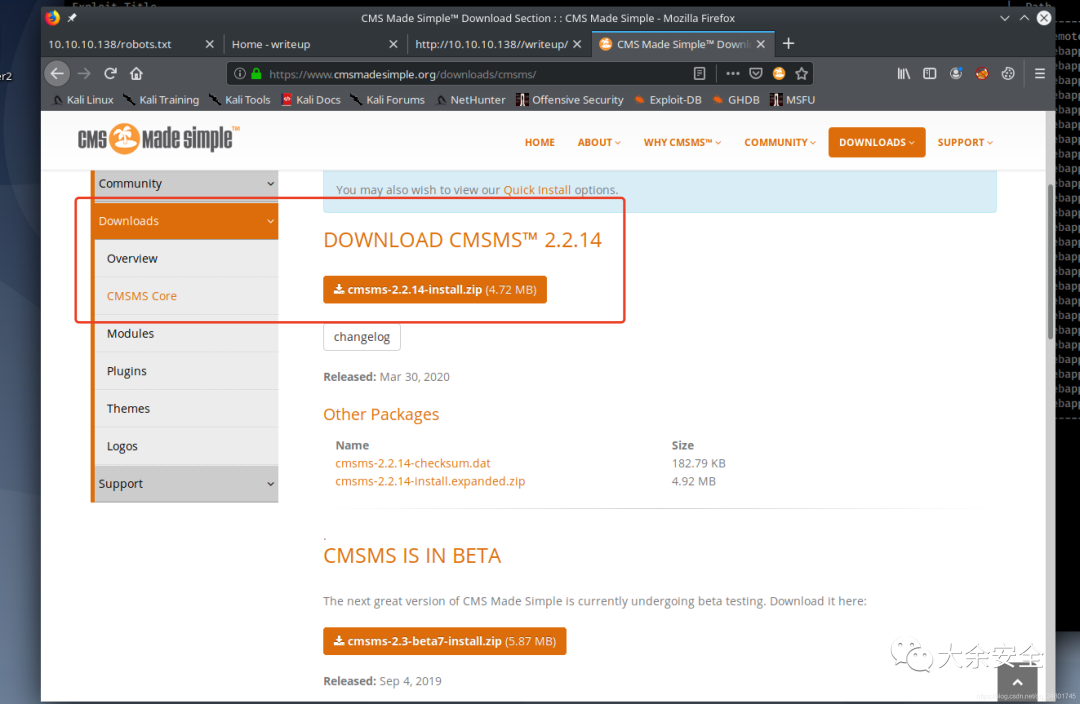 Exploit Title
Path
CMS Made Simple™ Download Section : : CMS Made Simple - Mozilla Firefox
10.10.10.138/robots.txt
Home - writeup
http://10.10.10.138//writeup/
CMS Made Simple™ Downl
https://www.cmsmadesimple.org/downloads/cmsms/
Kali Linux Kali Training Kali Tools Kali Docs Kali Forums NetHunter Offensive Security Exploit-DB GHDB MSFU
CMS Made Simple™
HOME ABOUT WHY CMSMS™ COMMUNITY DOWNLOADS SUPPORT
Community
Downloads
Overview
CMSMS Core
Modules
Plugins
Themes
Logos
Support
You may also wish to view our Quick Install options.
DOWNLOAD CMSMS™ 2.2.14
cmsms-2.2.14-install.zip (4.72 MB)
changelog
Released: Mar 30, 2020
Other Packages
Name Size
cmsms-2.2.14-checksum.dat 182.79 KB
cmsms-2.2.14-install.expanded.zip 4.92 MB
.
CMSMS IS IN BETA
The next great version of CMS Made Simple is currently undergoing beta testing. Download it here:
cmsms-2.3-beta7-install.zip (5.87 MB)
Released: Sep 4, 2019
大余安全